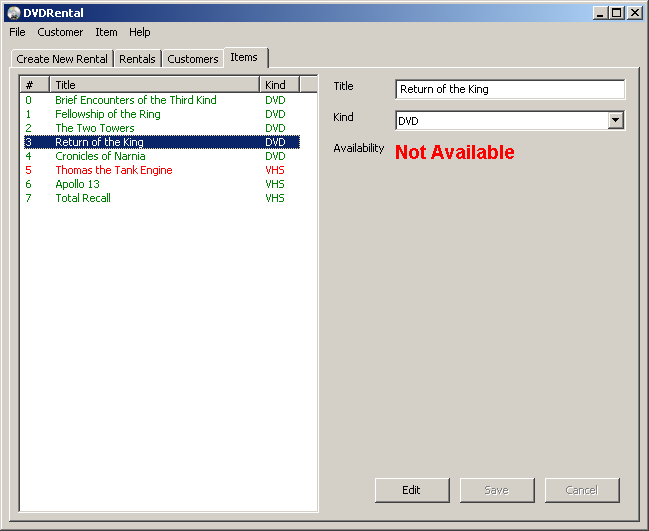 DVDRental
File Customer Item Help
Create New Rental Rentals Customers Items
# Title Kind
0 Brief Encounters of the Third Kind DVD
1 Fellowship of the Ring DVD
2 The Two Towers DVD
3 Return of the King DVD
4 Cronicles of Narnia DVD
5 Thomas the Tank Engine VHS
6 Apollo 13 VHS
7 Total Recall VHS
Title Return of the King
Kind DVD
Availability Not Available
Edit Save Cancel